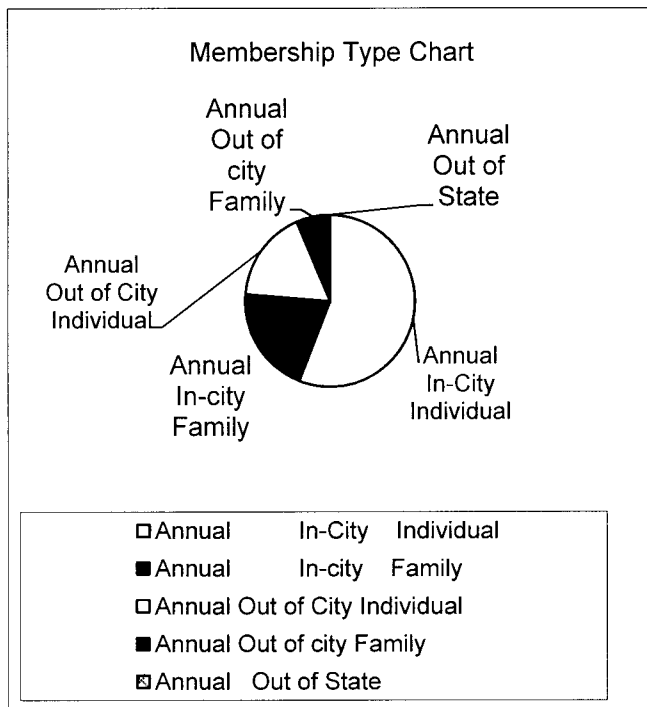 Membership Type Chart
Annual
Out of
city
Family
Annual
Out of
State
Annual
Out of City
Individual
Annual
In-city
Family
Annual
In-City
Individual
Annual In-City Individual
Annual In-city Family
Annual Out of City Individual
Annual Out of city Family
Annual Out of State